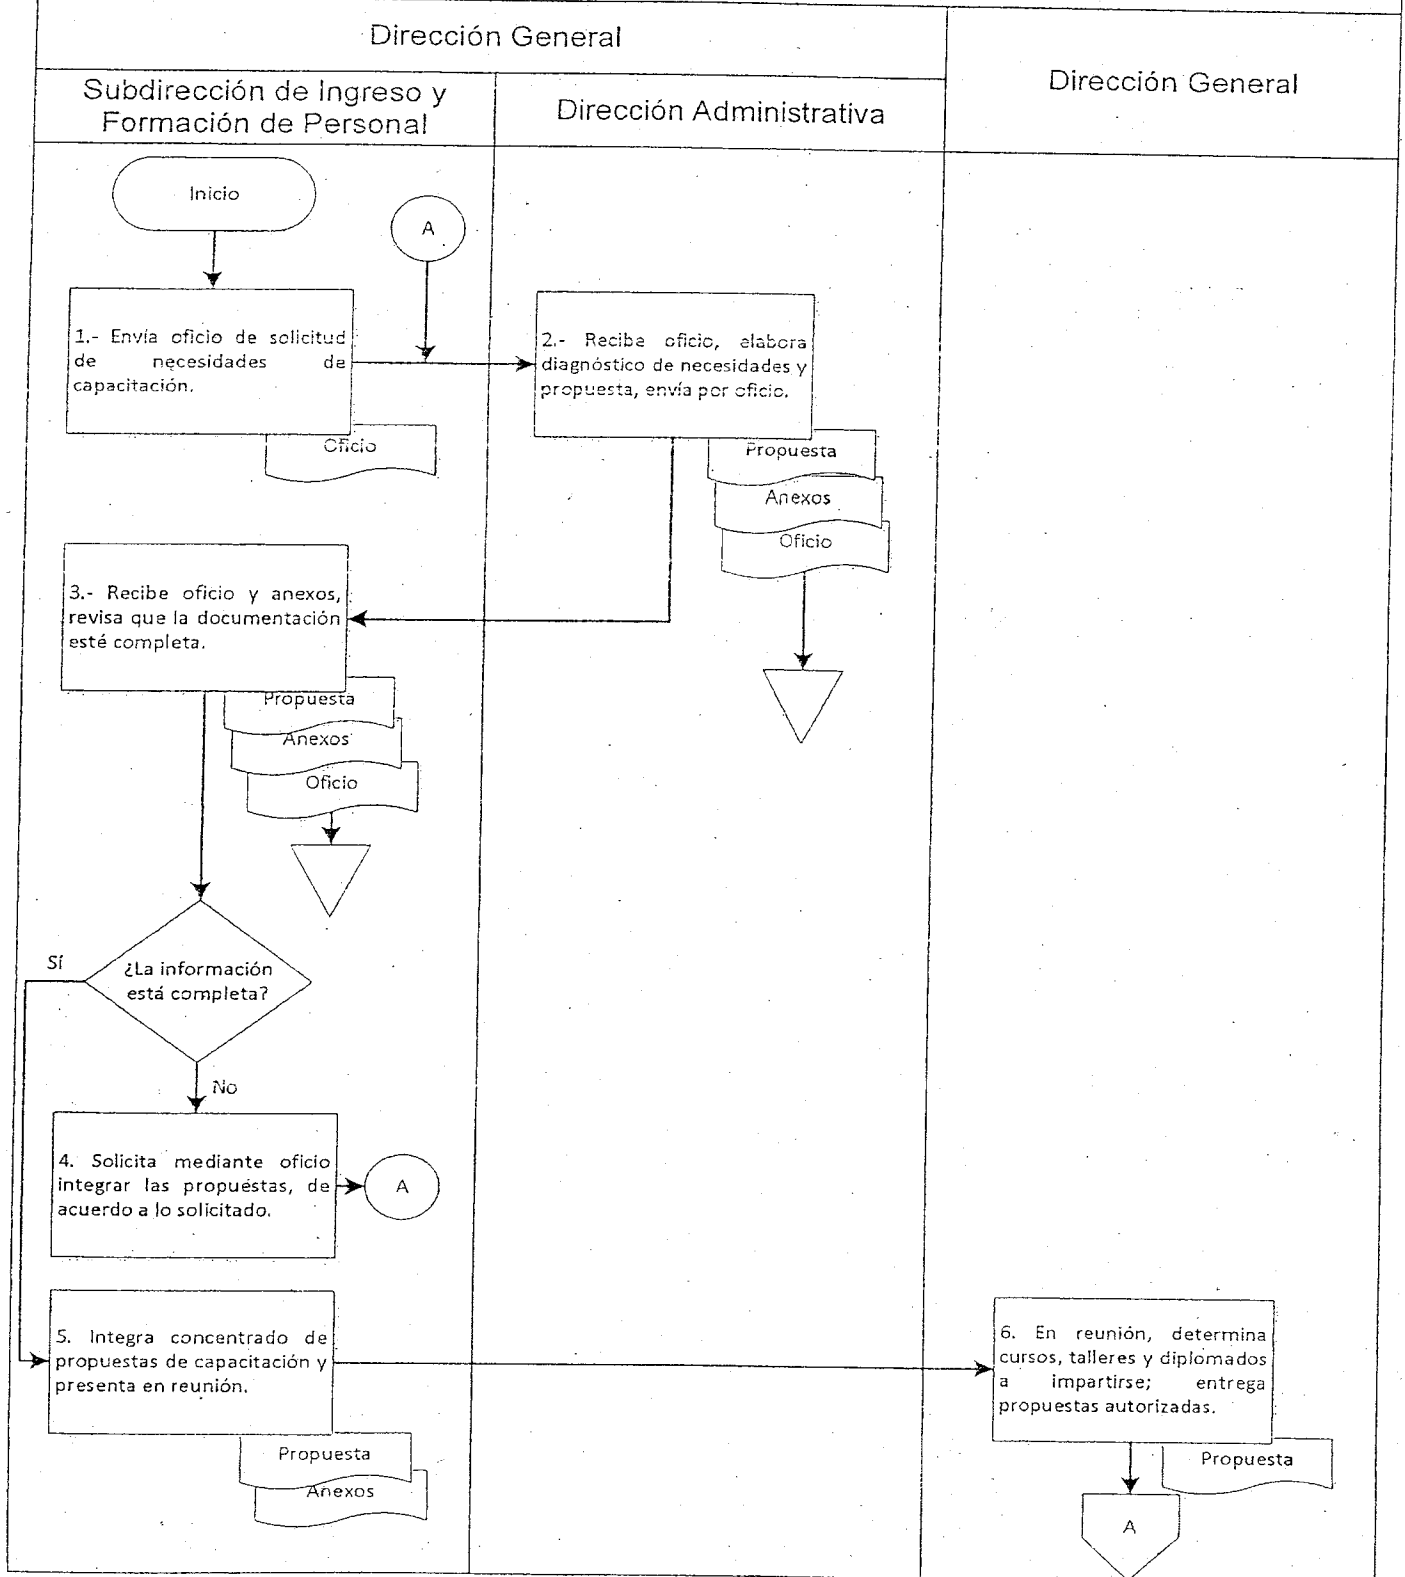 Dirección General
Dirección General
Subdirección de Ingreso y
Formación de Personal
Dirección Administrativa
Inicio
A
1.- Envía oficio de solicitud
de necesidades de
capacitación.
Oficio
2.- Recibe oficio, elabora
diagnóstico de necesidades y
propuesta, envía por oficio.
Propuesta
Anexos
Oficio
3.- Recibe oficio y anexos,
revisa que la documentación
esté completa.
Propuesta
Anexos
Oficio
Sí
¿La información
está completa?
No
4. Solicita mediante oficio
integrar las propuestas, de
acuerdo a lo solicitado.
A
5. Integra concentrado de
propuestas de capacitación y
presenta en reunión.
Propuesta
Anexos
6. En reunión, determina
cursos, talleres y diplomados
a impartirse; entrega
propuestas autorizadas.
Propuesta
A